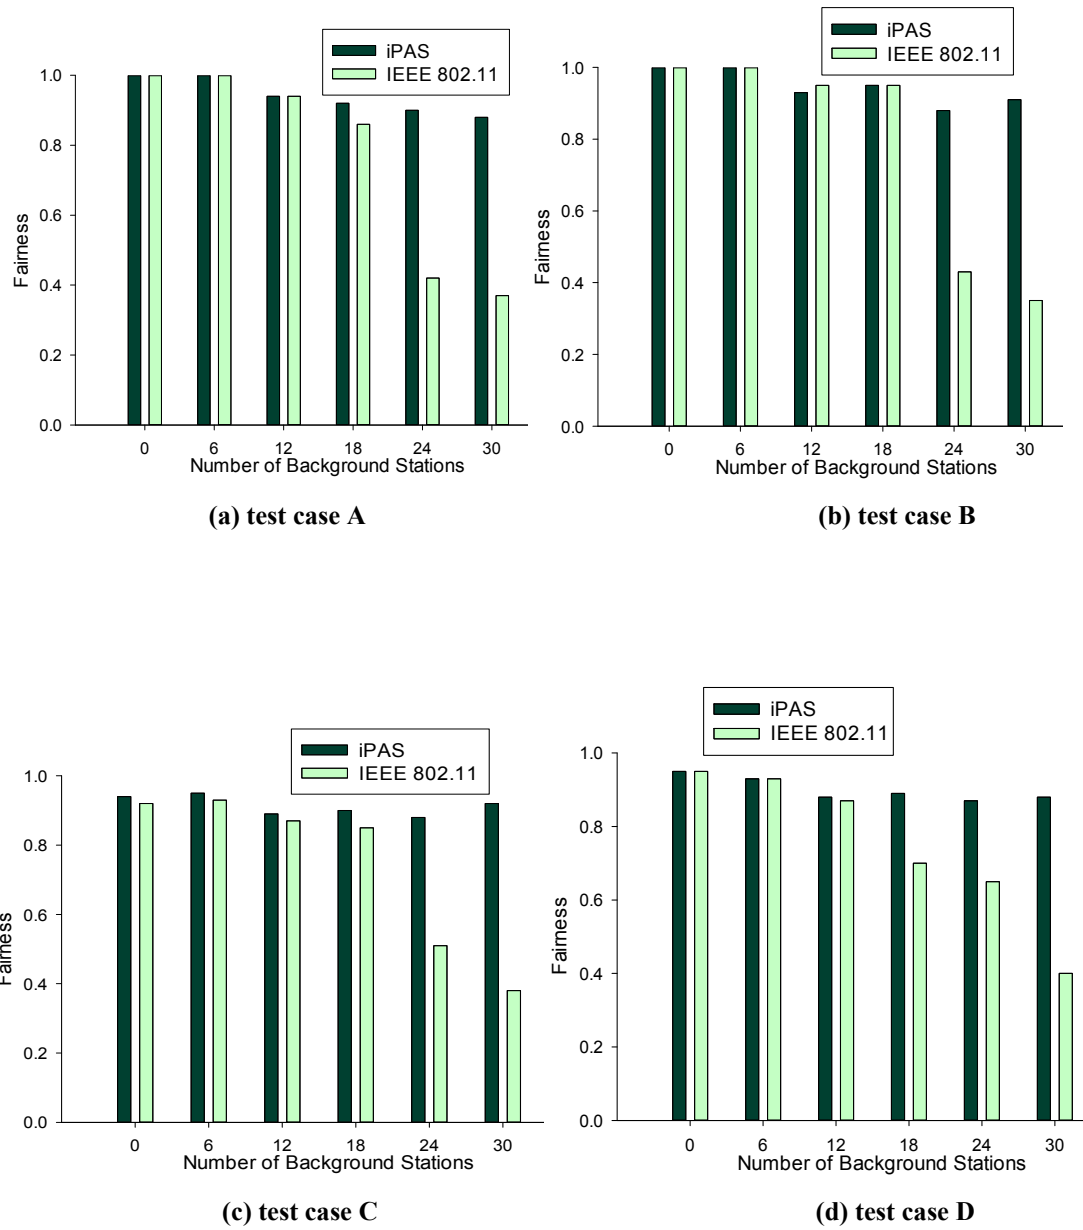 iPAS
IEEE 802.11
1.0
0.8
0.6
0.4
0.2
0.0
Fairness
0 6 12 18 24 30
Number of Background Stations
(a) test case A
iPAS
IEEE 802.11
1.0
0.8
0.6
0.4
0.2
0.0
Fairness
0 6 12 18 24 30
Number of Background Stations
(b) test case B
iPAS
IEEE 802.11
1.0
0.8
0.6
0.4
0.2
0.0
Fairness
0 6 12 18 24 30
Number of Background Stations
(c) test case C
iPAS
IEEE 802.11
1.0
0.8
0.6
0.4
0.2
0.0
Fairness
0 6 12 18 24 30
Number of Background Stations
(d) test case D